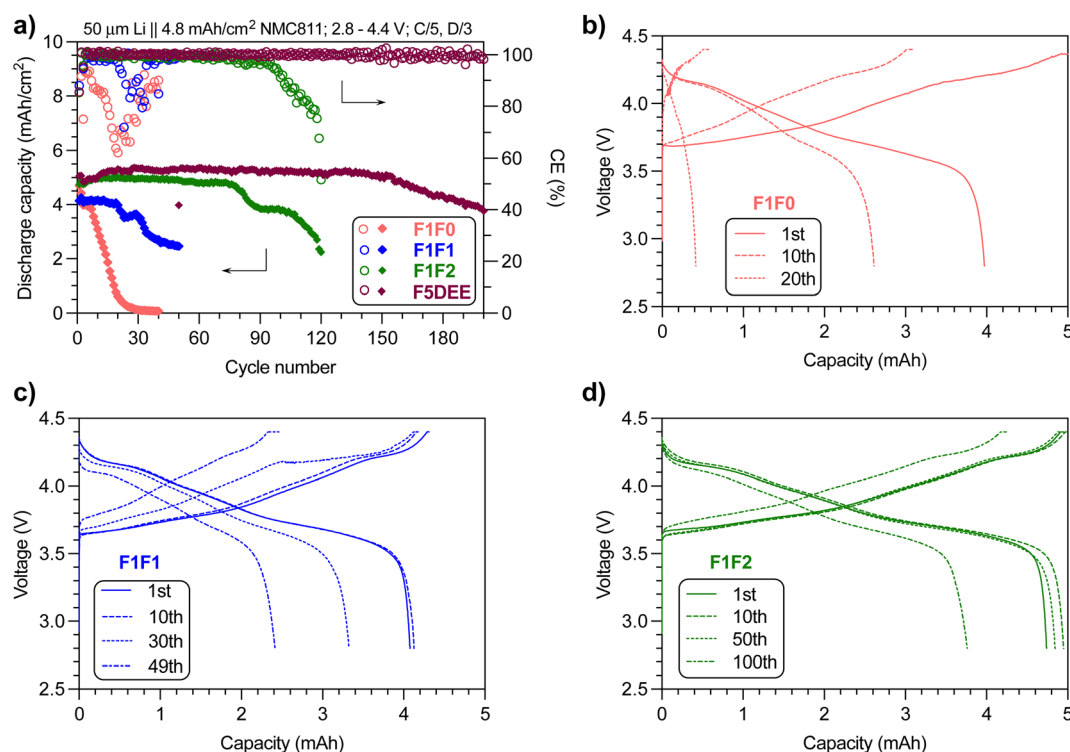 a)
50 μm Li || 4.8 mAh/cm² NMC811; 2.8 - 4.4 V; C/5, D/3
10
9
8
7
6
5
4
3
2
1
0
Discharge capacity (mAh/cm²)
100
80
60
40
20
0
CE (%)
F1F0
F1F1
F1F2
F5DEE
0 30 60 90 120 150 180
Cycle number
b)
4.5
4.0
3.5
3.0
2.5
Voltage (V)
F1F0
1st
10th
20th
0 1 2 3 4 5
Capacity (mAh)
c)
4.5
4.0
3.5
3.0
2.5
Voltage (V)
F1F1
1st
10th
30th
49th
0 1 2 3 4 5
Capacity (mAh)
d)
4.5
4.0
3.5
3.0
2.5
Voltage (V)
F1F2
1st
10th
50th
100th
0 1 2 3 4 5
Capacity (mAh)